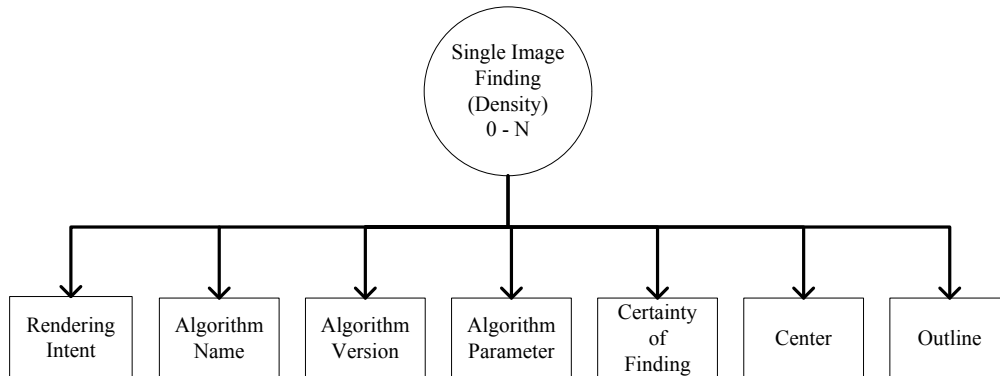 Single Image
Finding
(Density)
0 - N
Rendering
Intent
Algorithm
Name
Algorithm
Version
Algorithm
Parameter
Certainty
of
Finding
Center
Outline